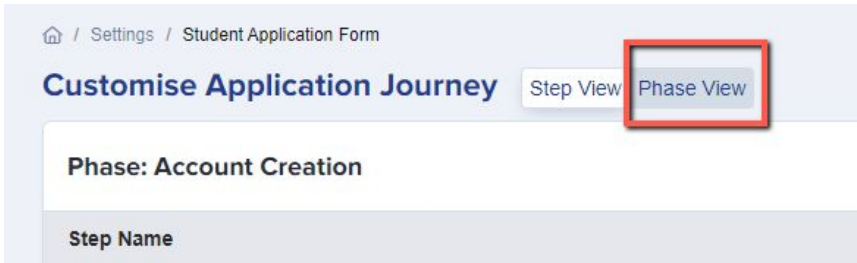 / Settings / Student Application Form
Customise Application Journey Step View Phase View
Phase: Account Creation
Step Name